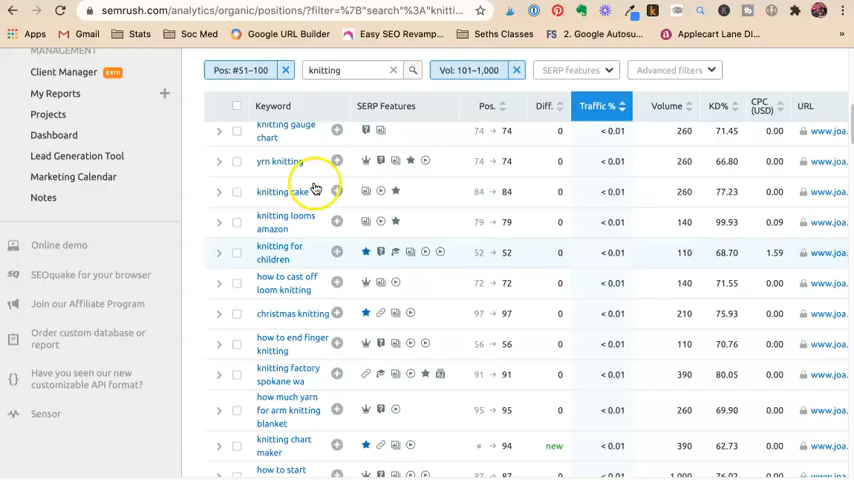 semrush.com/analytics/organic/positions/?filter=%7B"search"%3A"knitti...
Apps Gmail Stats Soc Med Google URL Builder Easy SEO Revamp... Seths Classes 2. Google Autosu... Applecart Lane DI... »
MANAGEMENT
Client Manager BETA
My Reports
Projects
Dashboard
Lead Generation Tool
Marketing Calendar
Notes
Online demo
SEOquake for your browser
Join our Affiliate Program
Order custom database or
report
Have you seen our new
customizable API format?
Sensor
Pos: #51–100 knitting Vol: 101–1,000 SERP features Advanced filters
Keyword SERP Features Pos. Diff. Traffic % Volume KD% CPC (USD) URL
knitting gauge
chart 74 → 74 0 < 0.01 260 71.45 0.00 www.joa.
yrn knitting 74 → 74 0 < 0.01 260 66.80 0.00 www.joa.
knitting cake 84 → 84 0 < 0.01 260 77.23 0.00 www.joa.
knitting looms
amazon 79 → 79 0 < 0.01 140 99.93 0.09 www.joa.
knitting for
children 52 → 52 0 < 0.01 110 68.70 1.59 www.joa.
how to cast off
loom knitting 72 → 72 0 < 0.01 140 71.55 0.00 www.joa.
christmas knitting 97 → 97 0 < 0.01 210 75.93 0.00 www.joa.
how to end finger
knitting 56 → 56 0 < 0.01 110 70.76 0.00 www.joa.
knitting factory
spokane wa 91 → 91 0 < 0.01 390 80.05 0.00 www.joa.
how much yarn
for arm knitting
blanket 95 → 95 0 < 0.01 260 69.90 0.00 www.joa.
knitting chart
maker 94 new < 0.01 390 62.73 0.00 www.joa.
how to start 87 → 87 0 < 0.01 1,000 76.02 0.00 www.joa.